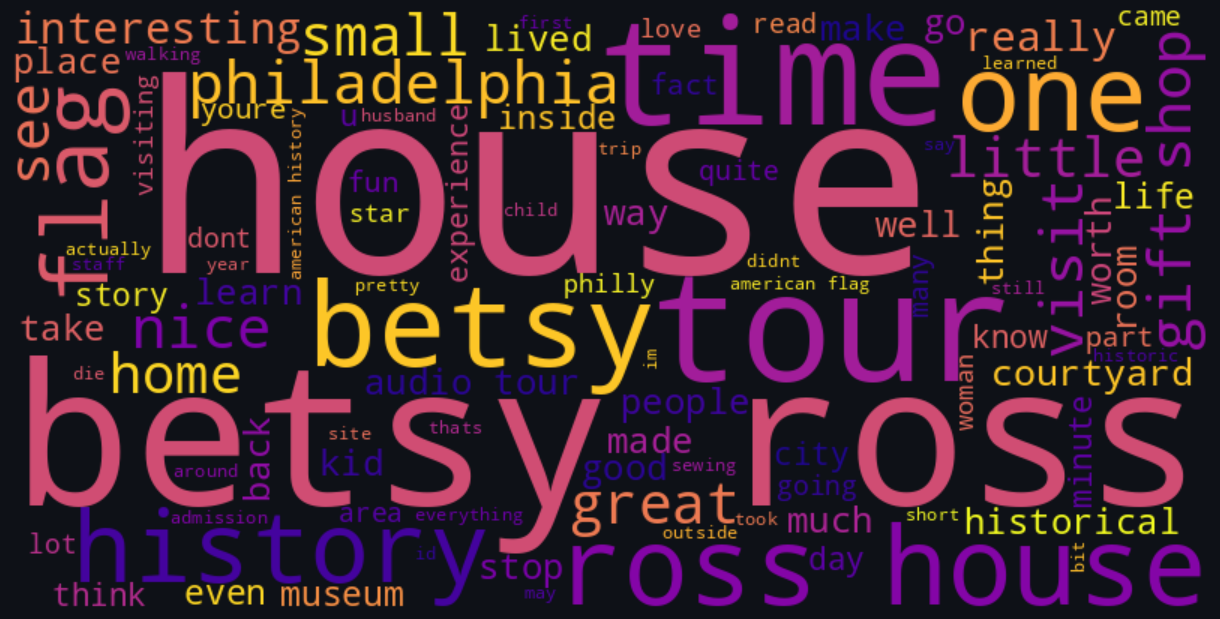 interesting
small
first
lived
time
love
read
make
go
really
came
place
walking
philadelphia
fact
learned
one
shop
see
flag
visiting
youre
u
husband
inside
house
american history
experience
trip
quite
say
little
fun
star
child
way
well
thing
visit
life
worth
room
gift
dont
actually
staff
year
didnt
american flag
many
still
story
learn
pretty
philly
take
nice
betsy
im
tour
know
part
historic
die
home
audio tour
people
woman
courtyard
betsy ross
site
thats
made
back
around
kid
good
sewing
city
going
minute
great
admission
area
everything
took
much
short
historical
lot
history
id
outside
stop
ross house
day
bit
think
even
museum
may